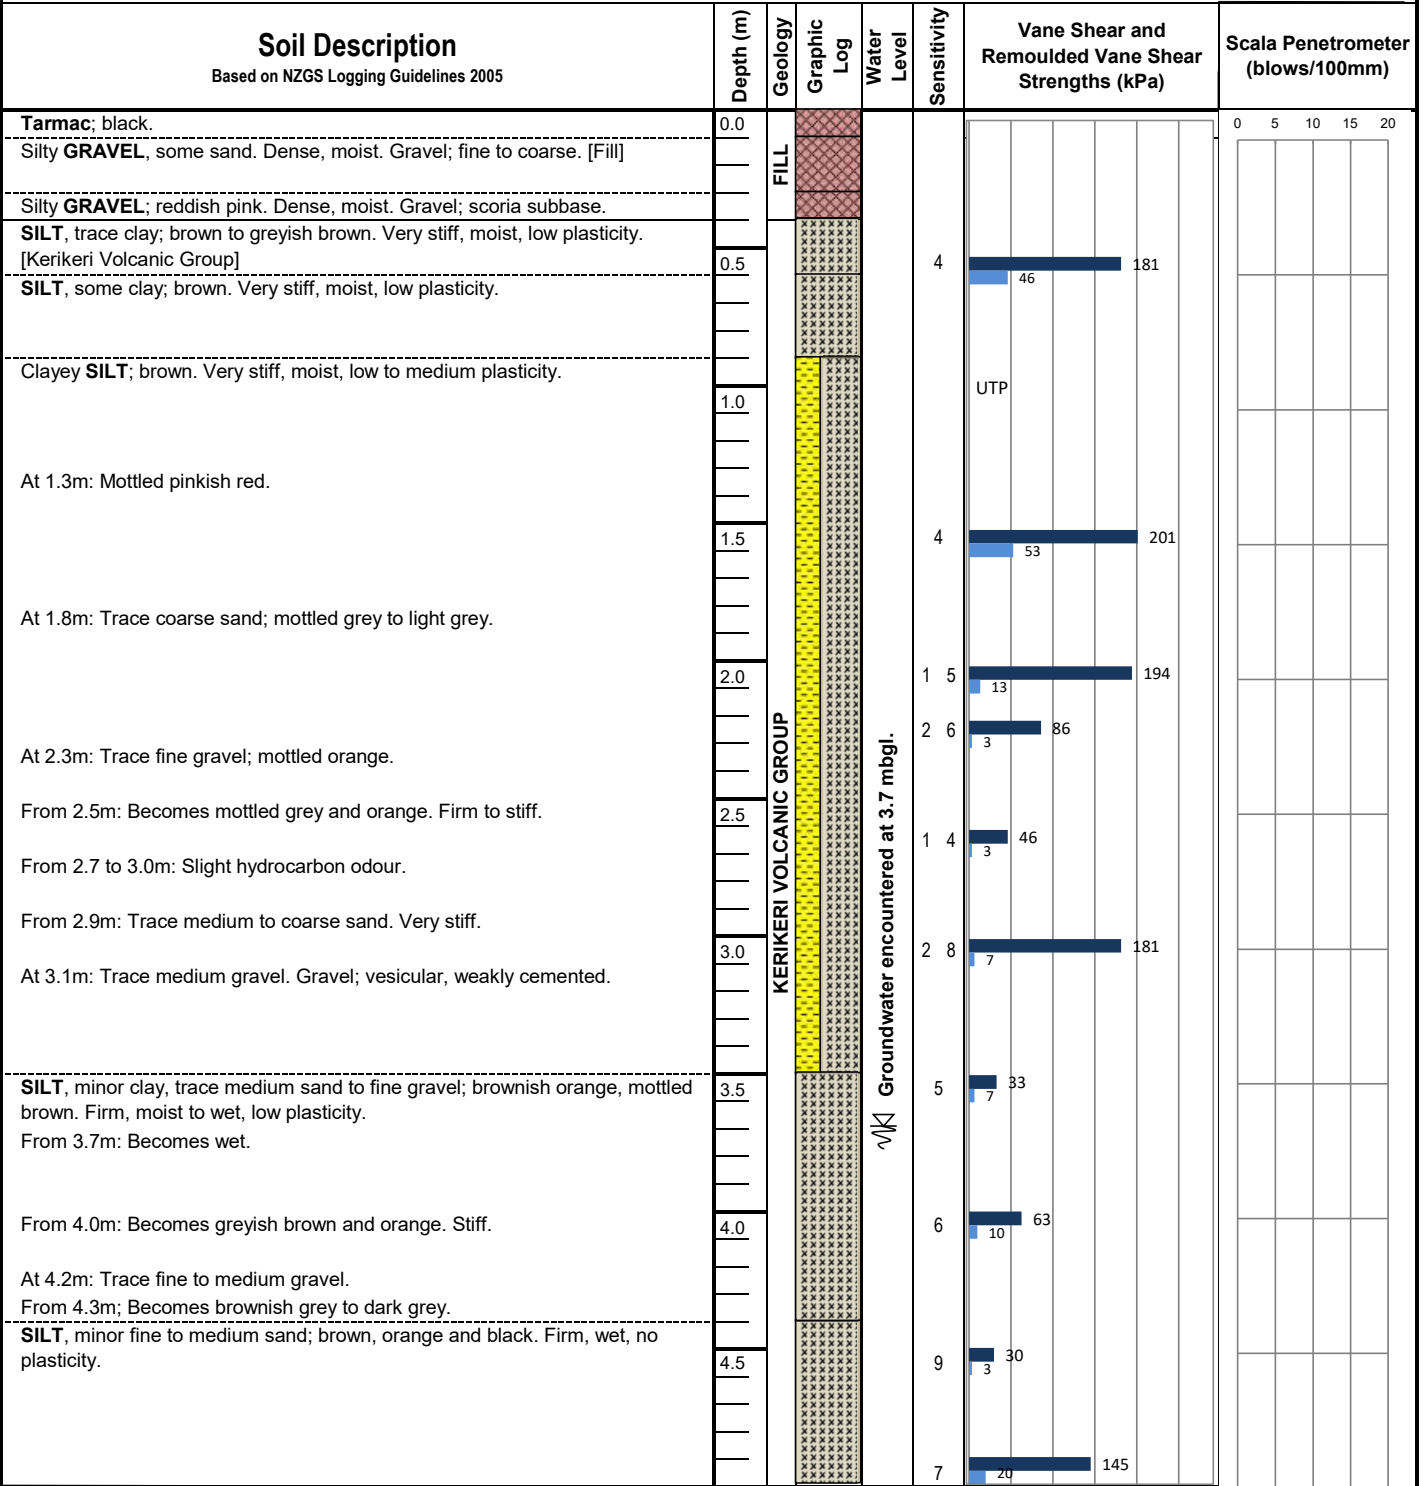 Soil Description
Based on NZGS Logging Guidelines 2005
Depth (m)
Geology
Graphic
Log
Water
Level
Sensitivity
Vane Shear and
Remoulded Vane Shear
Strengths (kPa)
Scala Penetrometer
(blows/100mm)
0 5 10 15 20
Tarmac; black.
0.0
Silty GRAVEL, some sand. Dense, moist. Gravel; fine to coarse. [Fill]
FILL
Silty GRAVEL; reddish pink. Dense, moist. Gravel; scoria subbase.
SILT, trace clay; brown to greyish brown. Very stiff, moist, low plasticity.
[Kerikeri Volcanic Group]
0.5
4
181
46
SILT, some clay; brown. Very stiff, moist, low plasticity.
Clayey SILT; brown. Very stiff, moist, low to medium plasticity.
UTP
1.0
At 1.3m: Mottled pinkish red.
1.5
4
201
53
At 1.8m: Trace coarse sand; mottled grey to light grey.
2.0
1 5
194
13
2 6
86
3
At 2.3m: Trace fine gravel; mottled orange.
KERIKERI VOLCANIC GROUP
Groundwater encountered at 3.7 mbgl.
From 2.5m: Becomes mottled grey and orange. Firm to stiff.
2.5
1 4
46
3
From 2.7 to 3.0m: Slight hydrocarbon odour.
From 2.9m: Trace medium to coarse sand. Very stiff.
3.0
2 8
181
7
At 3.1m: Trace medium gravel. Gravel; vesicular, weakly cemented.
SILT, minor clay, trace medium sand to fine gravel; brownish orange, mottled
brown. Firm, moist to wet, low plasticity.
3.5
5
33
7
From 3.7m: Becomes wet.
From 4.0m: Becomes greyish brown and orange. Stiff.
4.0
6
63
10
At 4.2m: Trace fine to medium gravel.
From 4.3m; Becomes brownish grey to dark grey.
SILT, minor fine to medium sand; brown, orange and black. Firm, wet, no
plasticity.
4.5
9
30
3
7
145
20